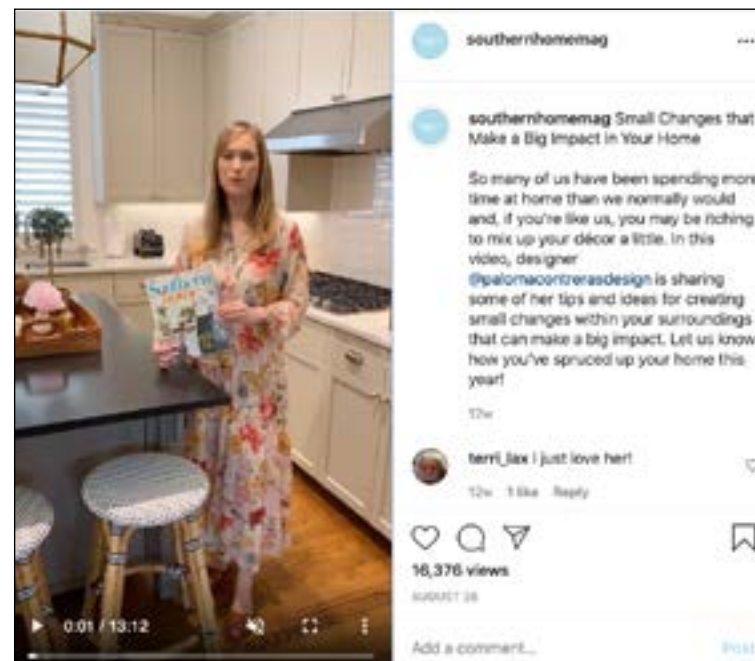 southernhomemag
southernhomemag Small Changes that
Make a Big Impact in Your Home
So many of us have been spending more
time at home than we normally would
and, if you're like us, you may be itching
to mix up your décor a little. In this
video, designer
@palomacontrerasdesign is sharing
some of her tips and ideas for creating
small changes within your surroundings
that can make a big impact. Let us know
how you've spruced up your home this
year!
12w
terri_lax I just love her!
12w 1 like Reply
16,376 views
AUGUST 28
Add a comment... Post
Southern
HOME
0:01 / 13:12